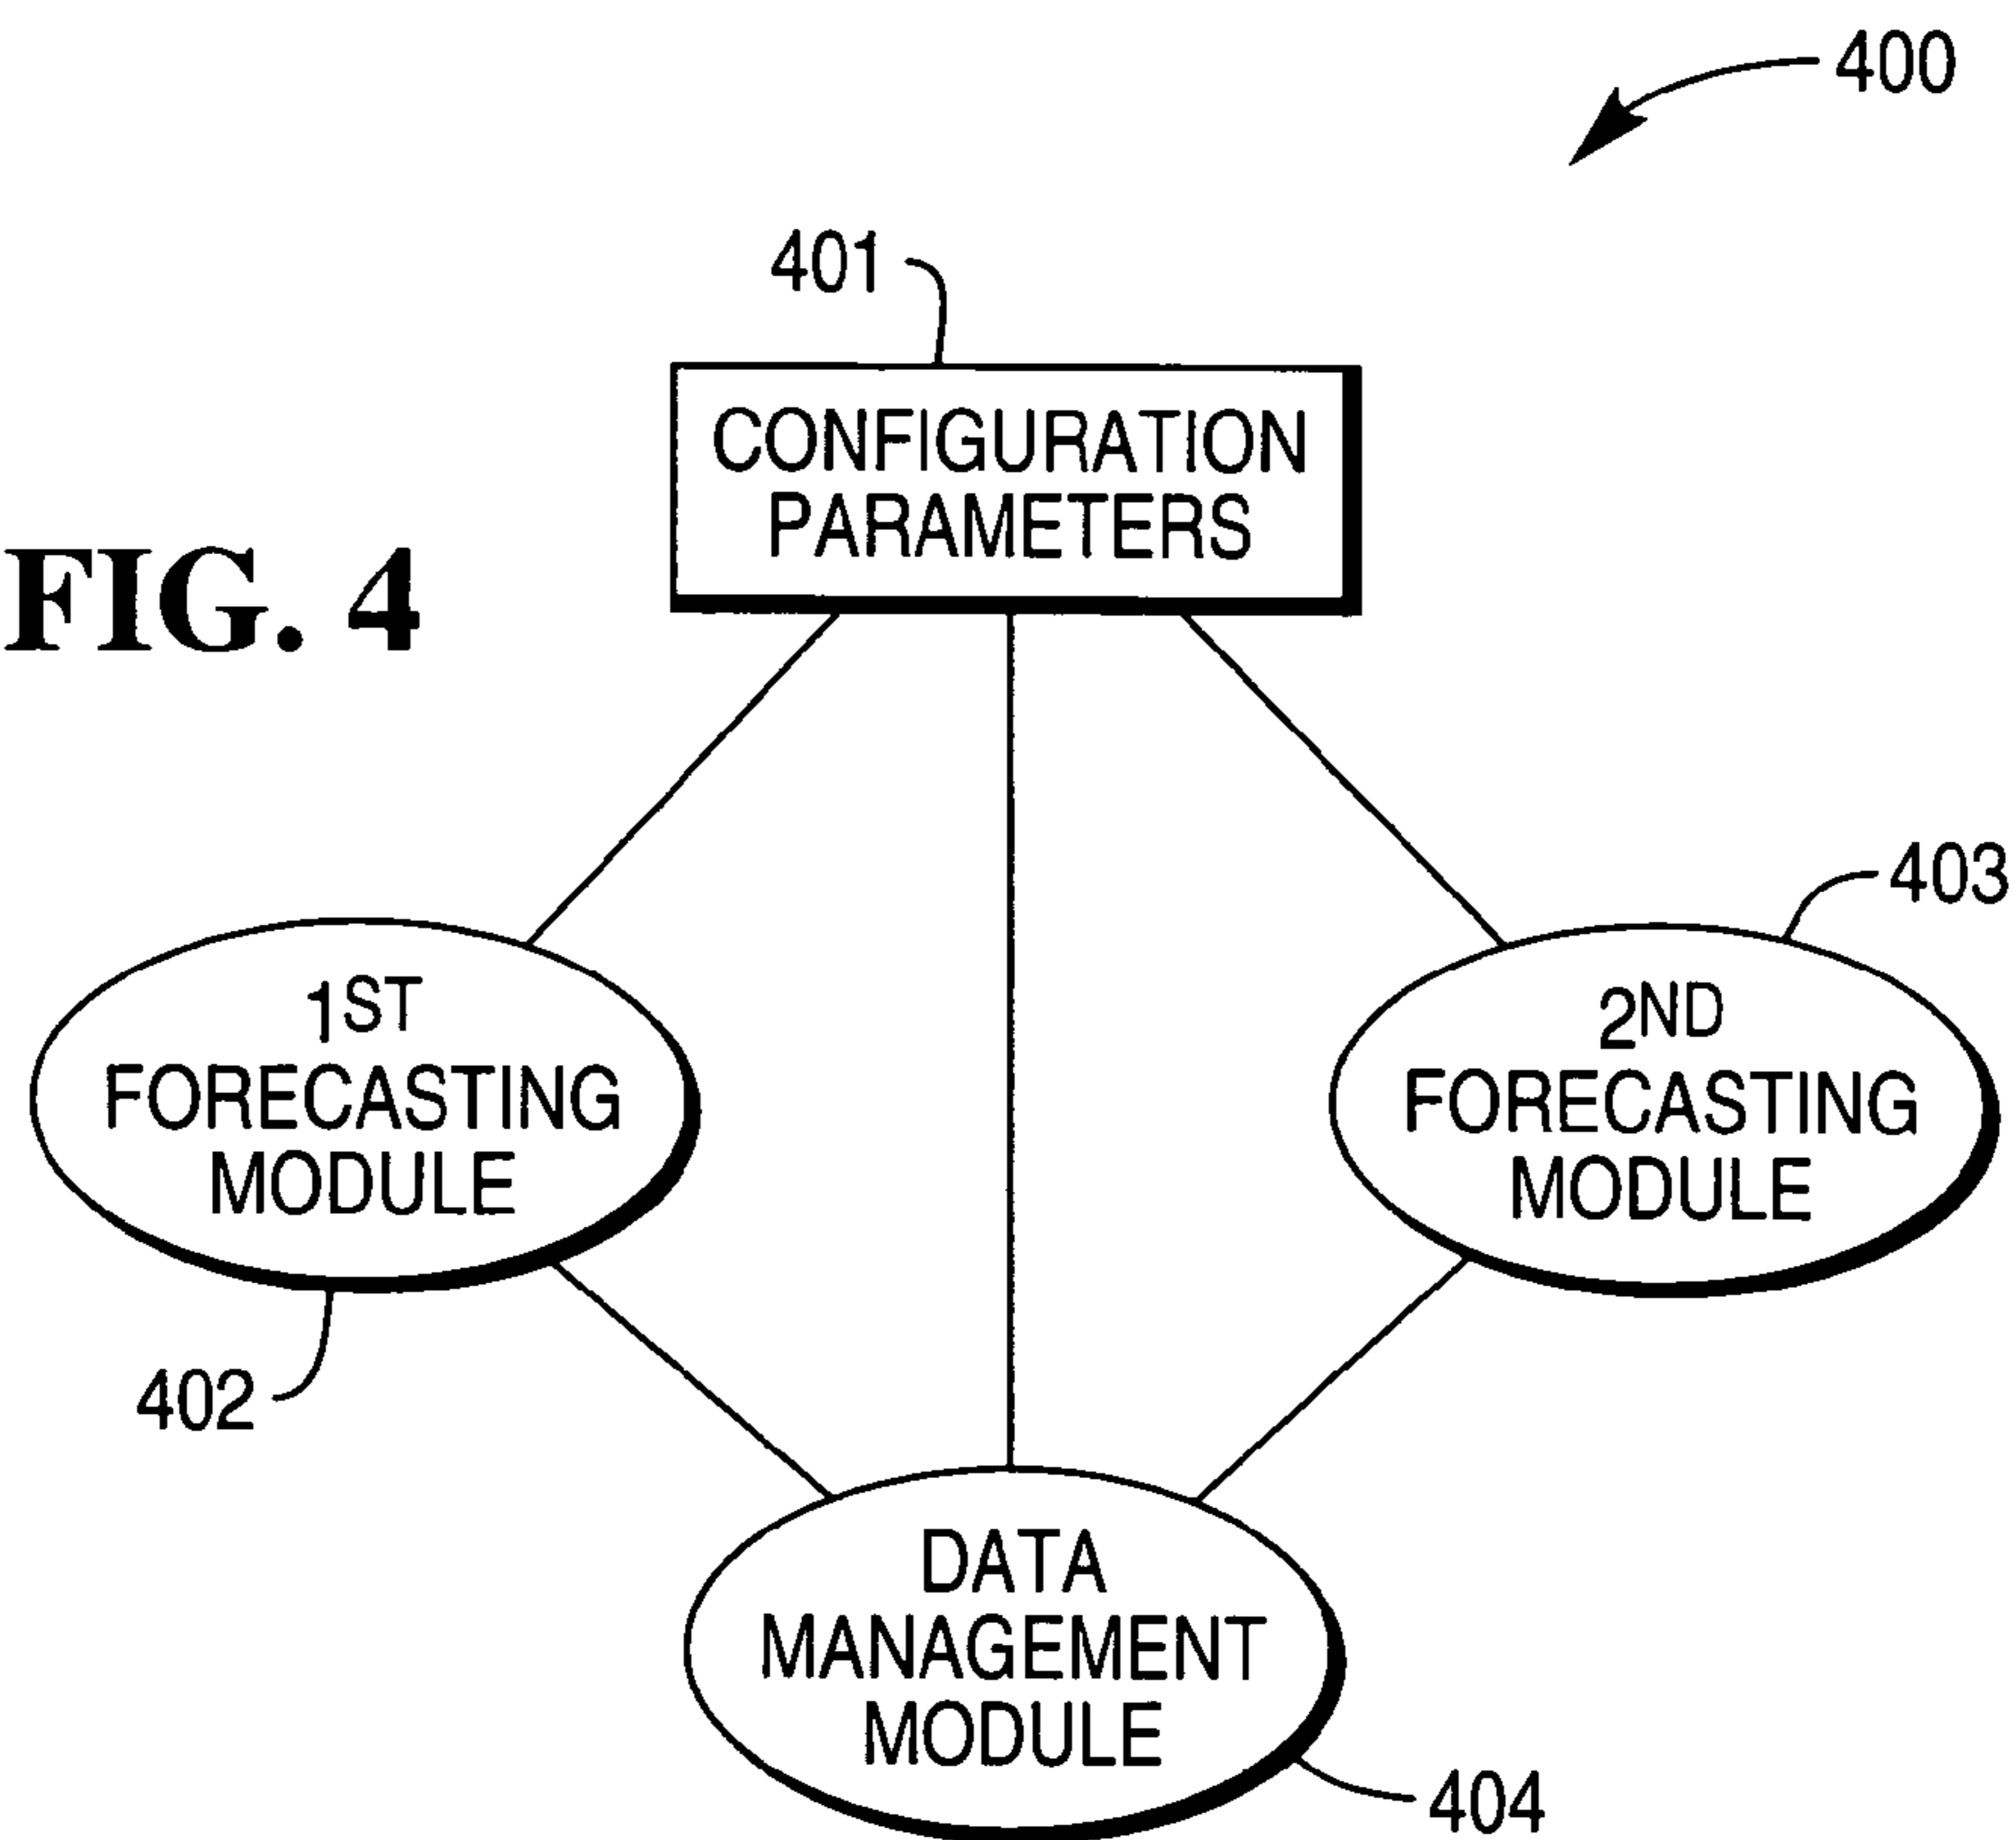 400
401
CONFIGURATION
PARAMETERS
FIG. 4
403
1ST
FORECASTING
MODULE
2ND
FORECASTING
MODULE
402
DATA
MANAGEMENT
MODULE
404